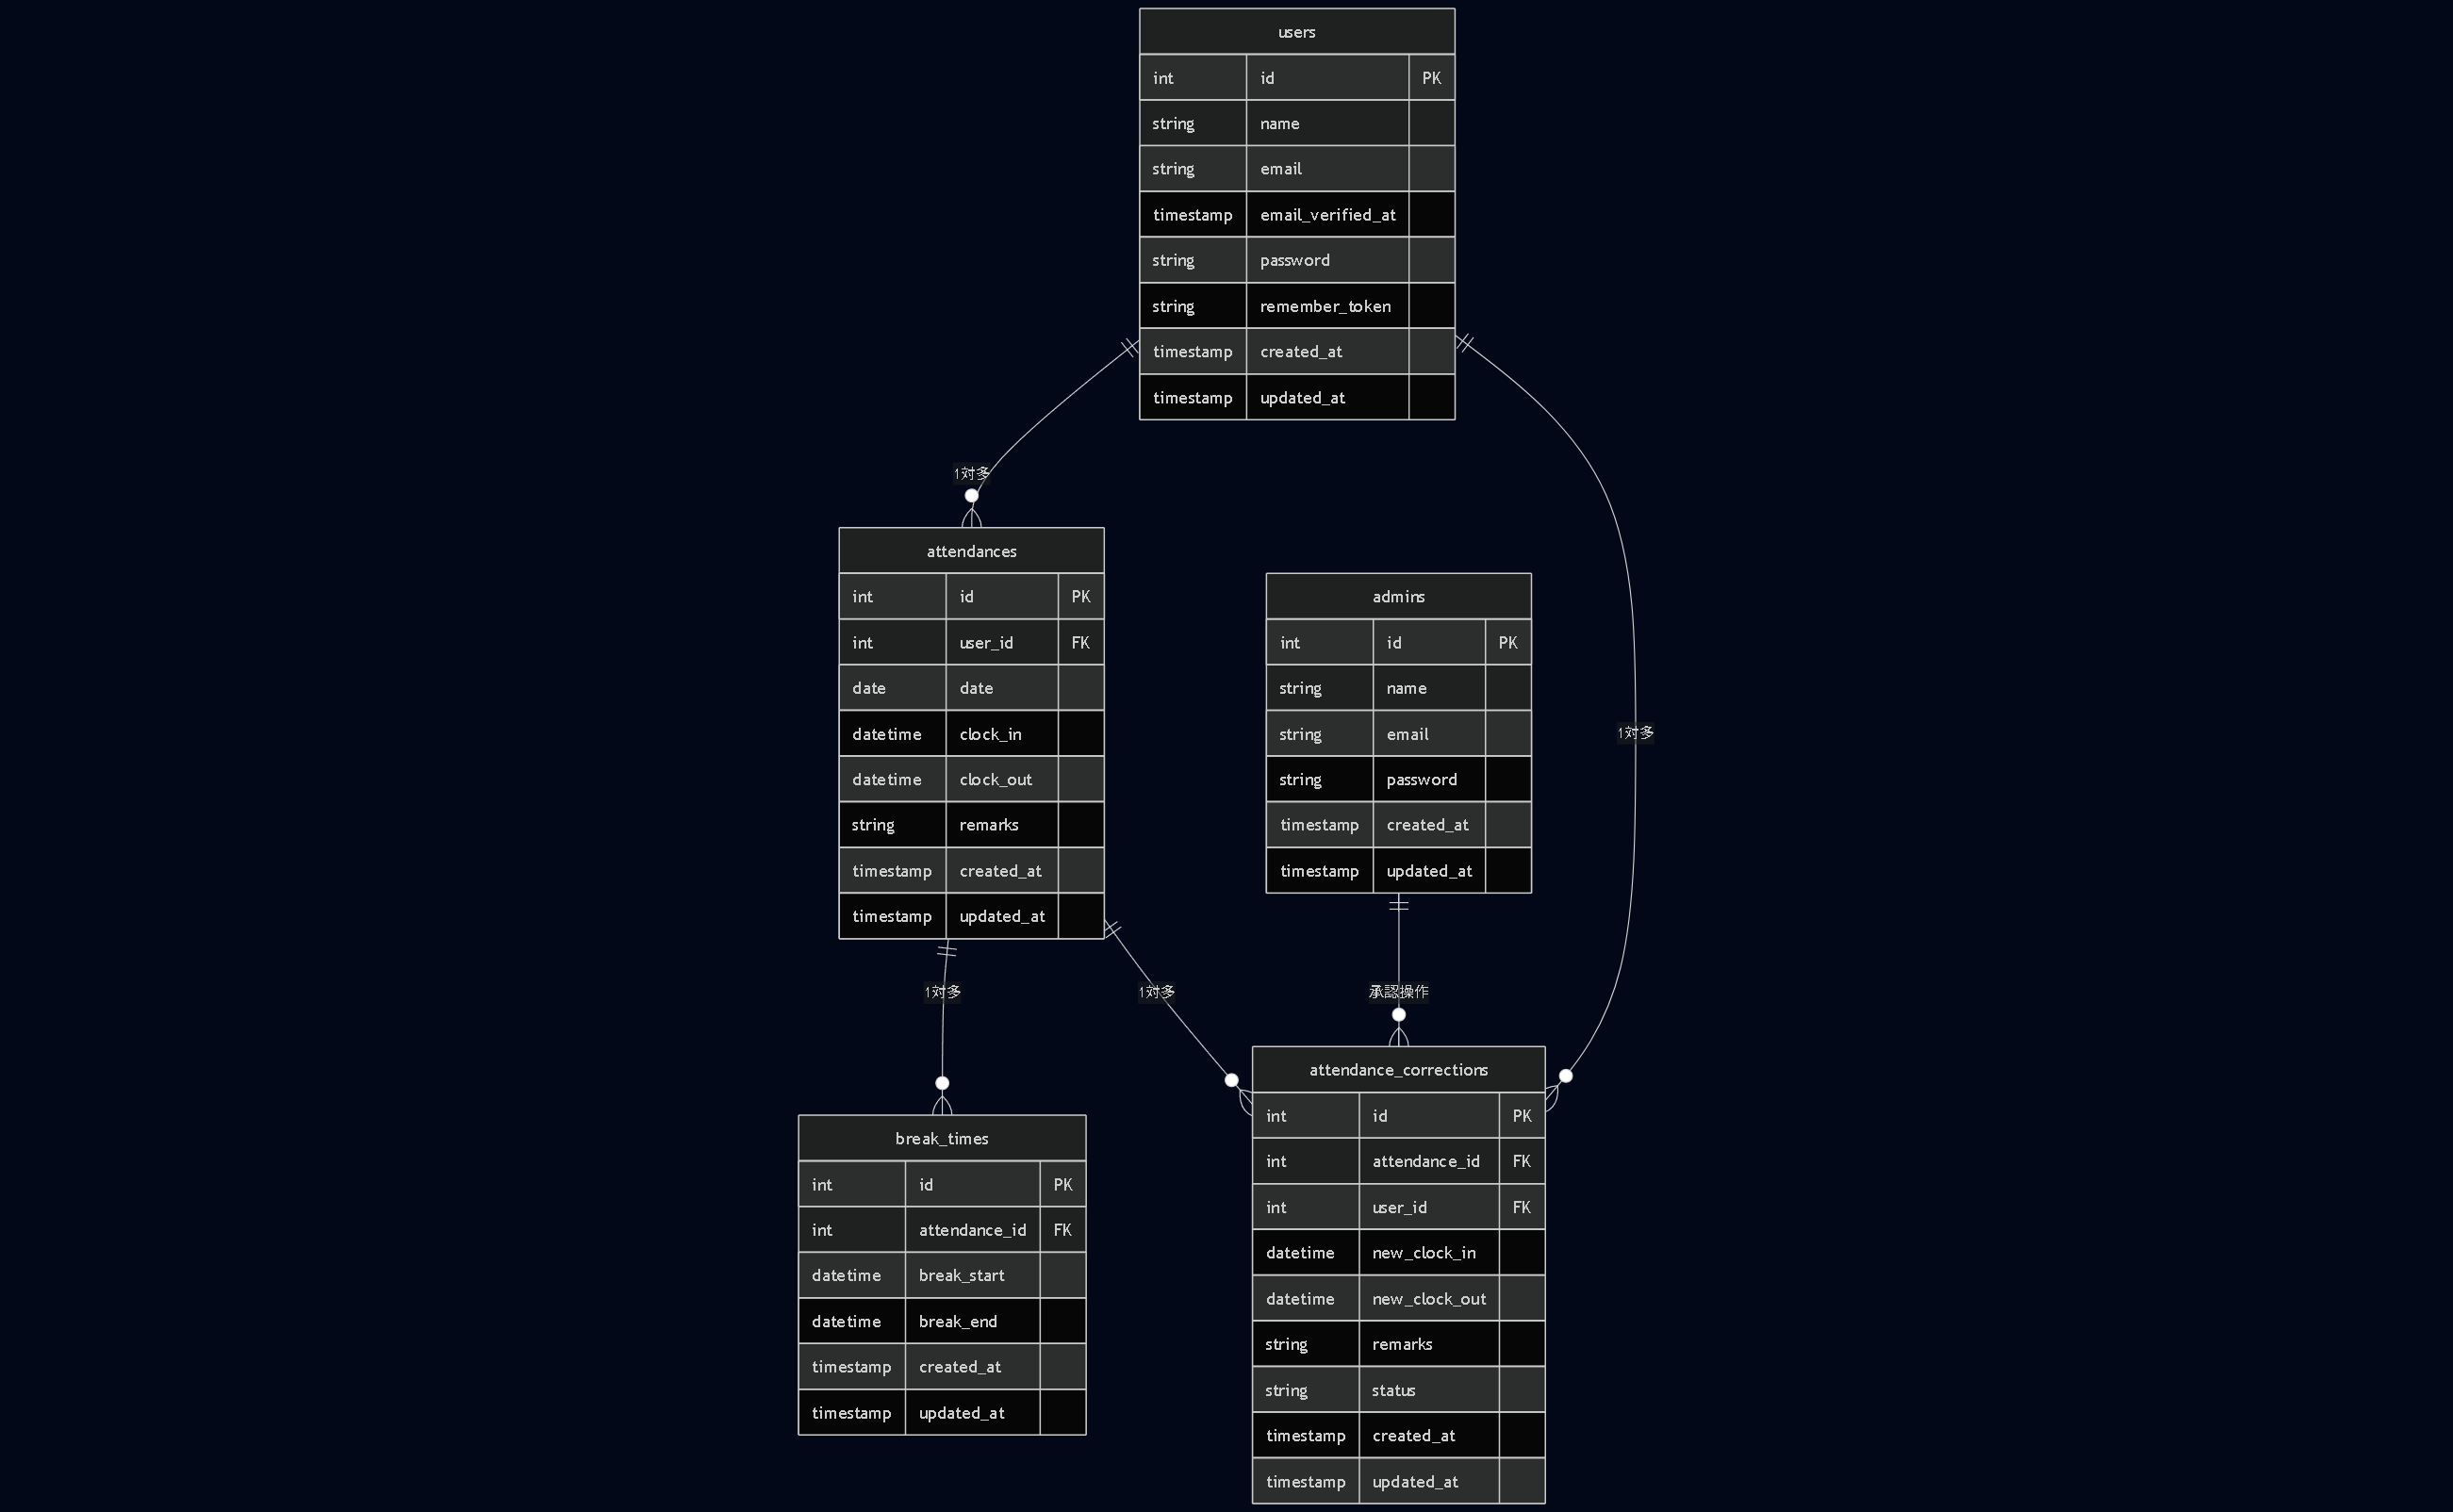 users
int id PK
string name
string email
timestamp email_verified_at
string password
string remember_token
timestamp created_at
timestamp updated_at
1対多
attendances
int id PK
int user_id FK
date date
datetime clock_in
datetime clock_out
string remarks
timestamp created_at
timestamp updated_at
admins
int id PK
string name
string email
string password
timestamp created_at
timestamp updated_at
1対多
1対多
1対多
承認操作
break_times
int id PK
int attendance_id FK
datetime break_start
datetime break_end
timestamp created_at
timestamp updated_at
attendance_corrections
int id PK
int attendance_id FK
int user_id FK
datetime new_clock_in
datetime new_clock_out
string remarks
string status
timestamp created_at
timestamp updated_at